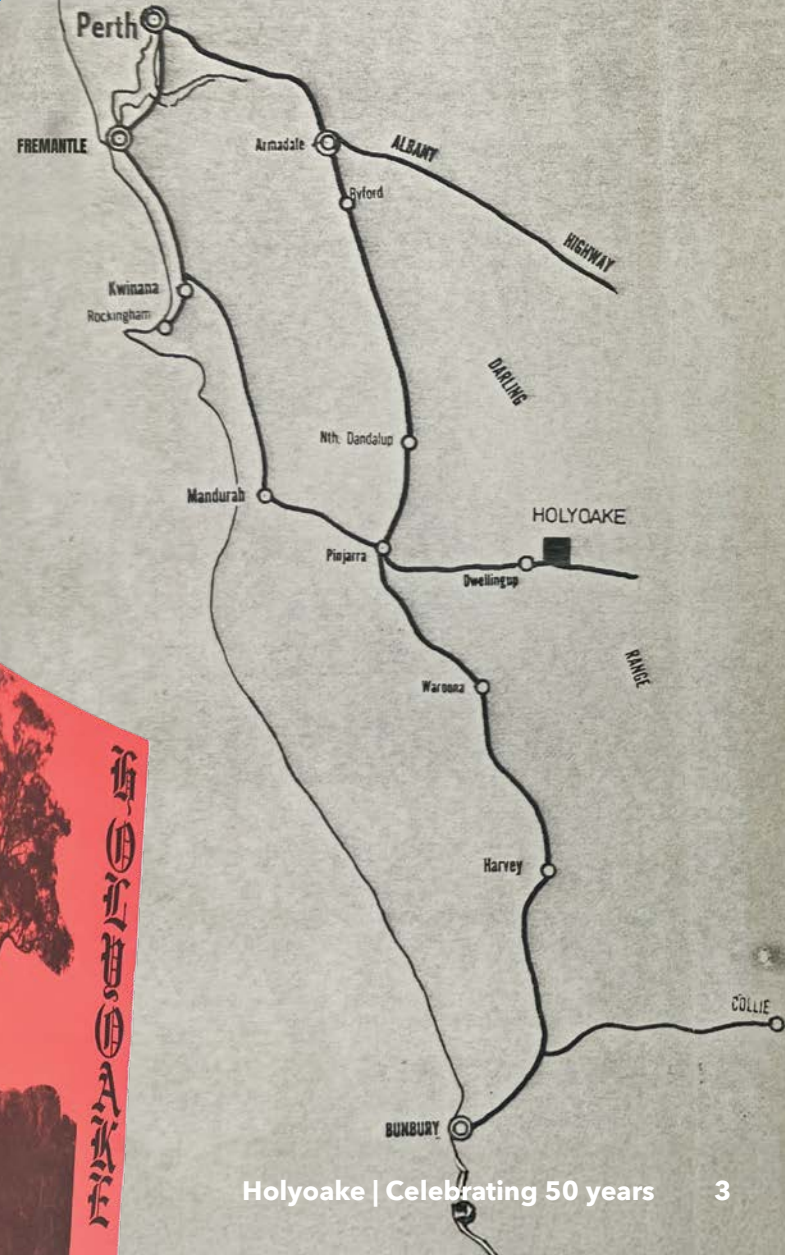 Perth
FREMANTLE
Armadale
ALBANY
HIGHWAY
Byford
Kwinana
Rockingham
DARLING
Nth. Dandalup
Mandurah
HOLYOAKE
Pinjarra
Dwellingup
RANGE
Waroona
HOLYOAKE
Harvey
COLLIE
BUNBURY
Holyoake | Celebrating 50 years 3